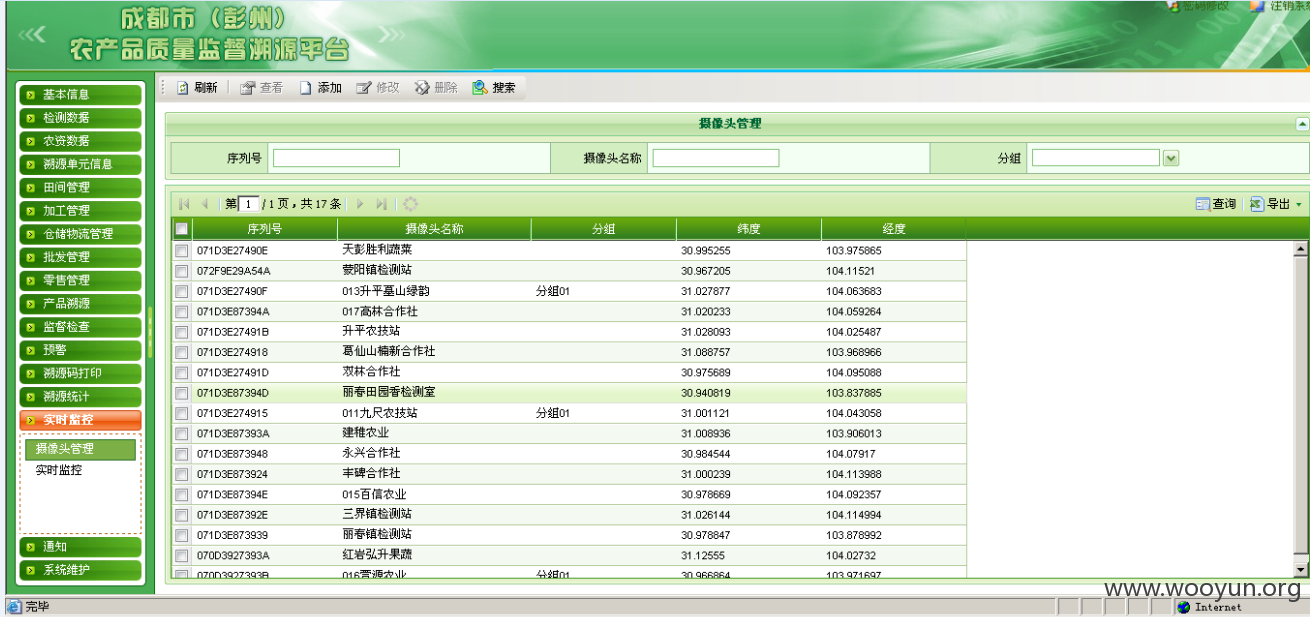 密码修改 注销系
成都市（彭州）
农产品质量监督溯源平台
刷新 查看 添加 修改 删除 搜索
基本信息
检测数据
农资数据
溯源单元信息
田间管理
加工管理
仓储物流管理
批发管理
零售管理
产品溯源
监督检查
预警
溯源码打印
溯源统计
实时监控
摄像头管理
实时监控
通知
系统维护
摄像头管理
序列号 摄像头名称 分组
第 1 / 1 页，共 17 条 查询 导出
序列号 摄像头名称 分组 纬度 经度
071D3E27490E 天彭胜利蔬菜 30.995255 103.975865
072F9E29A54A 蒙阳镇检测站 30.967205 104.11521
071D3E27490F 013升平墓山绿韵 分组01 31.027877 104.063683
071D3E87394A 017高林合作社 31.020233 104.059264
071D3E27491B 升平农技站 31.028093 104.025487
071D3E274918 葛仙山楠新合作社 31.088757 103.968966
071D3E27491D 双林合作社 30.975689 104.095088
071D3E87394D 丽春田园香检测室 30.940819 103.837885
071D3E274915 011九尺农技站 分组01 31.001121 104.043058
071D3E87393A 建稚农业 31.008936 103.906013
071D3E873948 永兴合作社 30.984544 104.07917
071D3E873924 丰碑合作社 31.000239 104.113988
071D3E87394E 015百信农业 30.978669 104.092357
071D3E87392E 三界镇检测站 31.026144 104.114994
071D3E873939 丽春镇检测站 30.978847 103.878992
070D3927393A 红岩弘升果蔬 31.12555 104.02732
070D3927393B 016菅源农业 分组01 30.966864 103.971697
www.wooyun.org
完毕 Internet